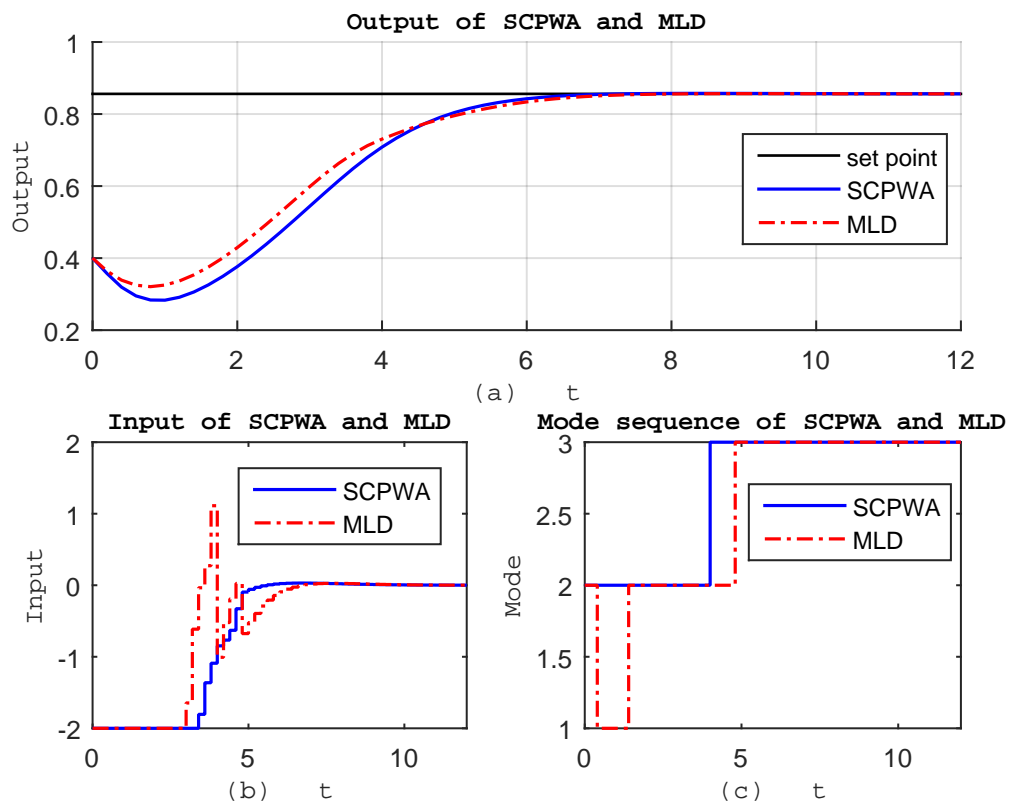 Output of SCPWA and MLD
1
0.8
0.6
0.4
0.2
Output
set point
SCPWA
MLD
0 2 4 6 8 10 12
(a) t
Input of SCPWA and MLD
2
1
0
-1
-2
Input
SCPWA
MLD
0 5 10
(b) t
Mode sequence of SCPWA and MLD
3
2.5
2
1.5
1
Mode
SCPWA
MLD
0 5 10
(c) t